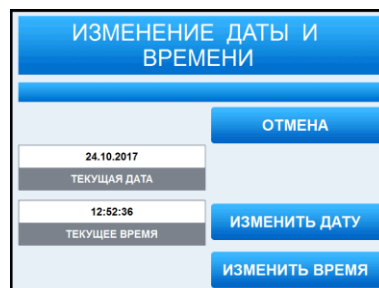 ИЗМЕНЕНИЕ ДАТЫ И
ВРЕМЕНИ
ОТМЕНА
24.10.2017
ТЕКУЩАЯ ДАТА
12:52:36
ТЕКУЩЕЕ ВРЕМЯ
ИЗМЕНИТЬ ДАТУ
ИЗМЕНИТЬ ВРЕМЯ